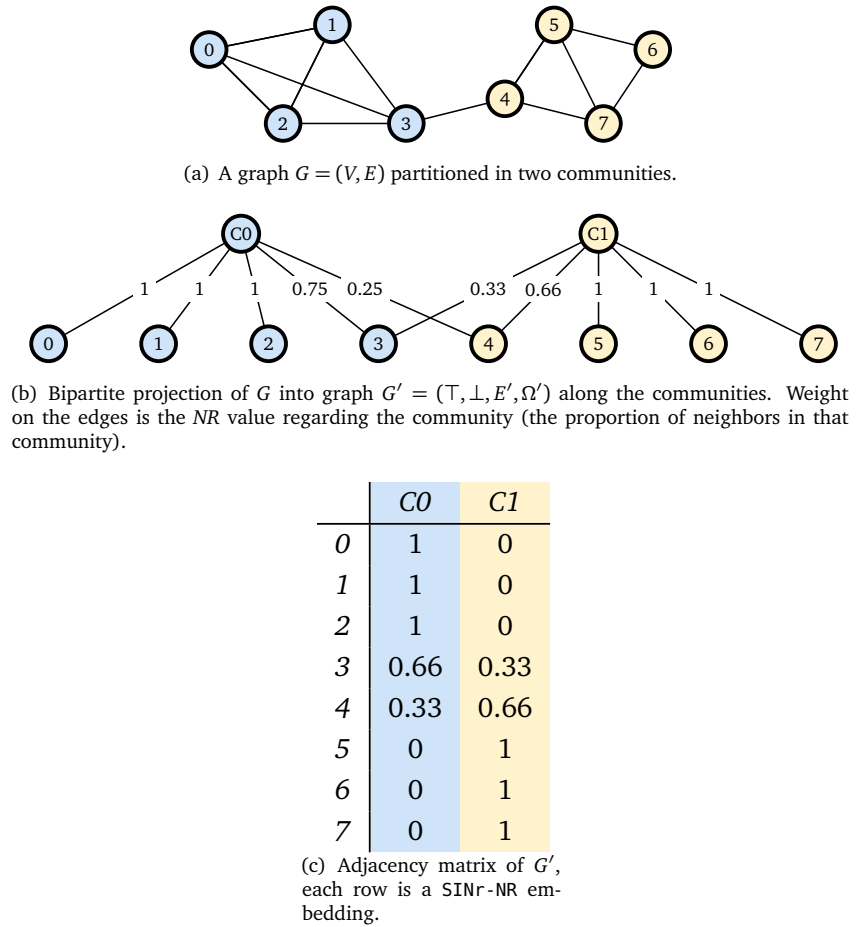 0 1 2 3 4 5 6 7
(a) A graph G = (V, E) partitioned in two communities.
C0 C1
1 1 1 0.75 0.25 0.33 0.66 1 1 1
0 1 2 3 4 5 6 7
(b) Bipartite projection of G into graph G′ = (⊤, ⊥, E′, Ω′) along the communities. Weight
on the edges is the NR value regarding the community (the proportion of neighbors in that
community).
C0 C1
0 1 0
1 1 0
2 1 0
3 0.66 0.33
4 0.33 0.66
5 0 1
6 0 1
7 0 1
(c) Adjacency matrix of G′,
each row is a SINr-NR em-
bedding.